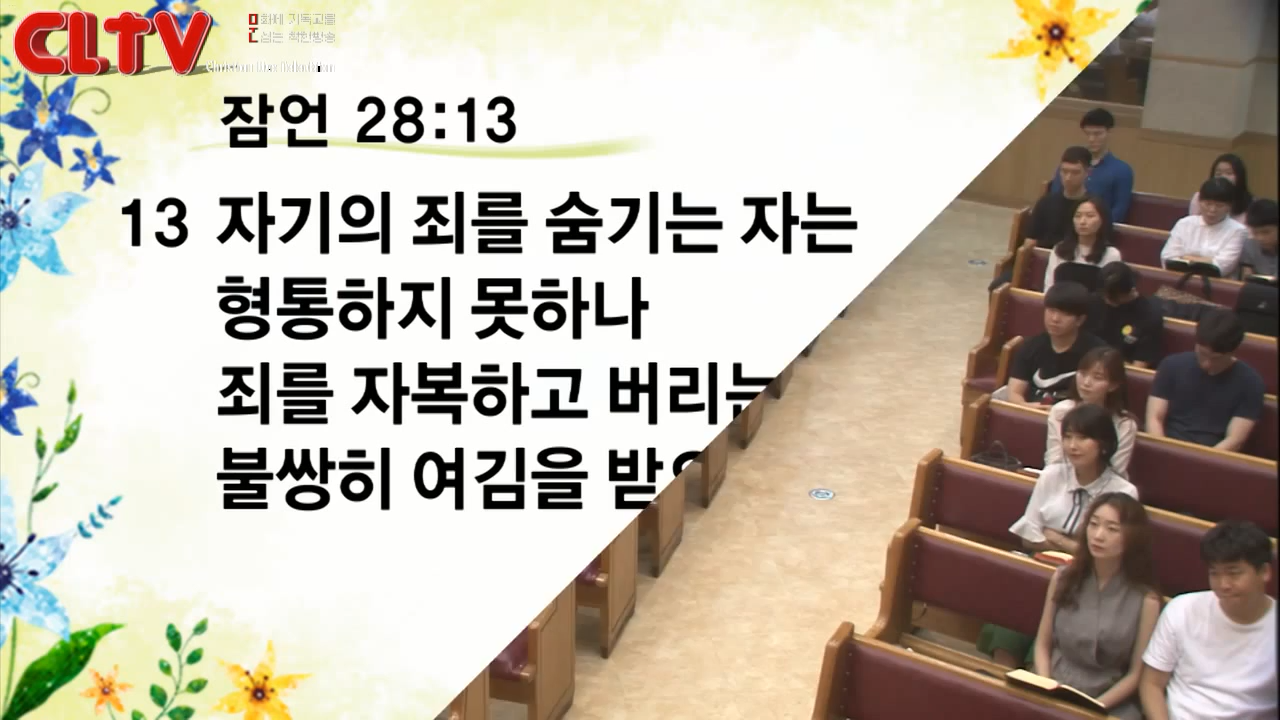 CLTV
잠언 28:13
13 자기의 죄를 숨기는 자는
형통하지 못하나
죄를 자복하고 버리는
불쌍히 여김을